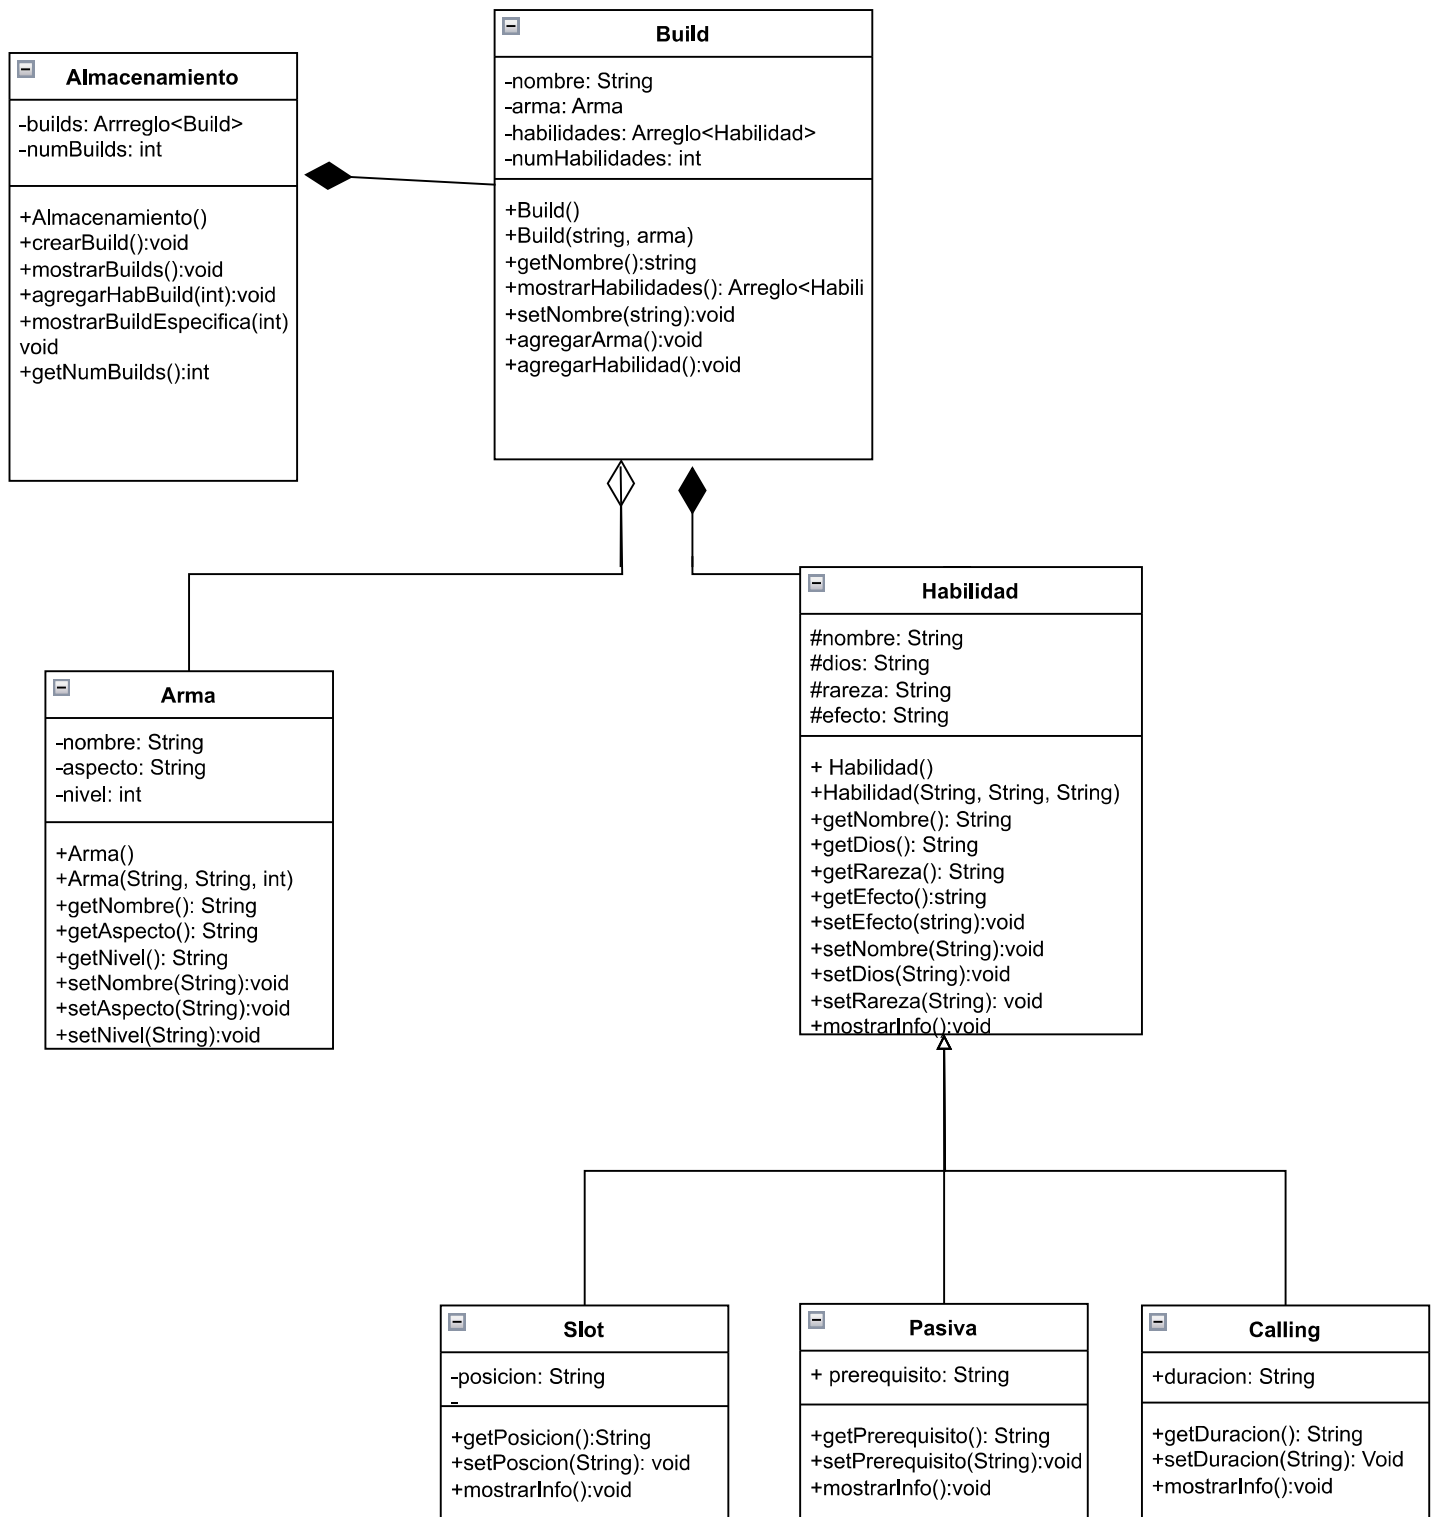 Almacenamiento
-builds: Arrreglo<Build>
-numBuilds: int
+Almacenamiento()
+crearBuild():void
+mostrarBuilds():void
+agregarHabBuild(int):void
+mostrarBuildEspecifica(int)
void
+getNumBuilds():int
Build
-nombre: String
-arma: Arma
-habilidades: Arreglo<Habilidad>
-numHabilidades: int
+Build()
+Build(string, arma)
+getNombre():string
+mostrarHabilidades(): Arreglo<Habili
+setNombre(string):void
+agregarArma():void
+agregarHabilidad():void
Arma
-nombre: String
-aspecto: String
-nivel: int
+Arma()
+Arma(String, String, int)
+getNombre(): String
+getAspecto(): String
+getNivel(): String
+setNombre(String):void
+setAspecto(String):void
+setNivel(String):void
Habilidad
#nombre: String
#dios: String
#rareza: String
#efecto: String
+ Habilidad()
+Habilidad(String, String, String)
+getNombre(): String
+getDios(): String
+getRareza(): String
+getEfecto():string
+setEfecto(string):void
+setNombre(String):void
+setDios(String):void
+setRareza(String): void
+mostrarInfo():void
Slot
-posicion: String
-
+getPosicion():String
+setPoscion(String): void
+mostrarInfo():void
Pasiva
+ prerequisito: String
+getPrerequisito(): String
+setPrerequisito(String):void
+mostrarInfo():void
Calling
+duracion: String
+getDuracion(): String
+setDuracion(String): Void
+mostrarInfo():void